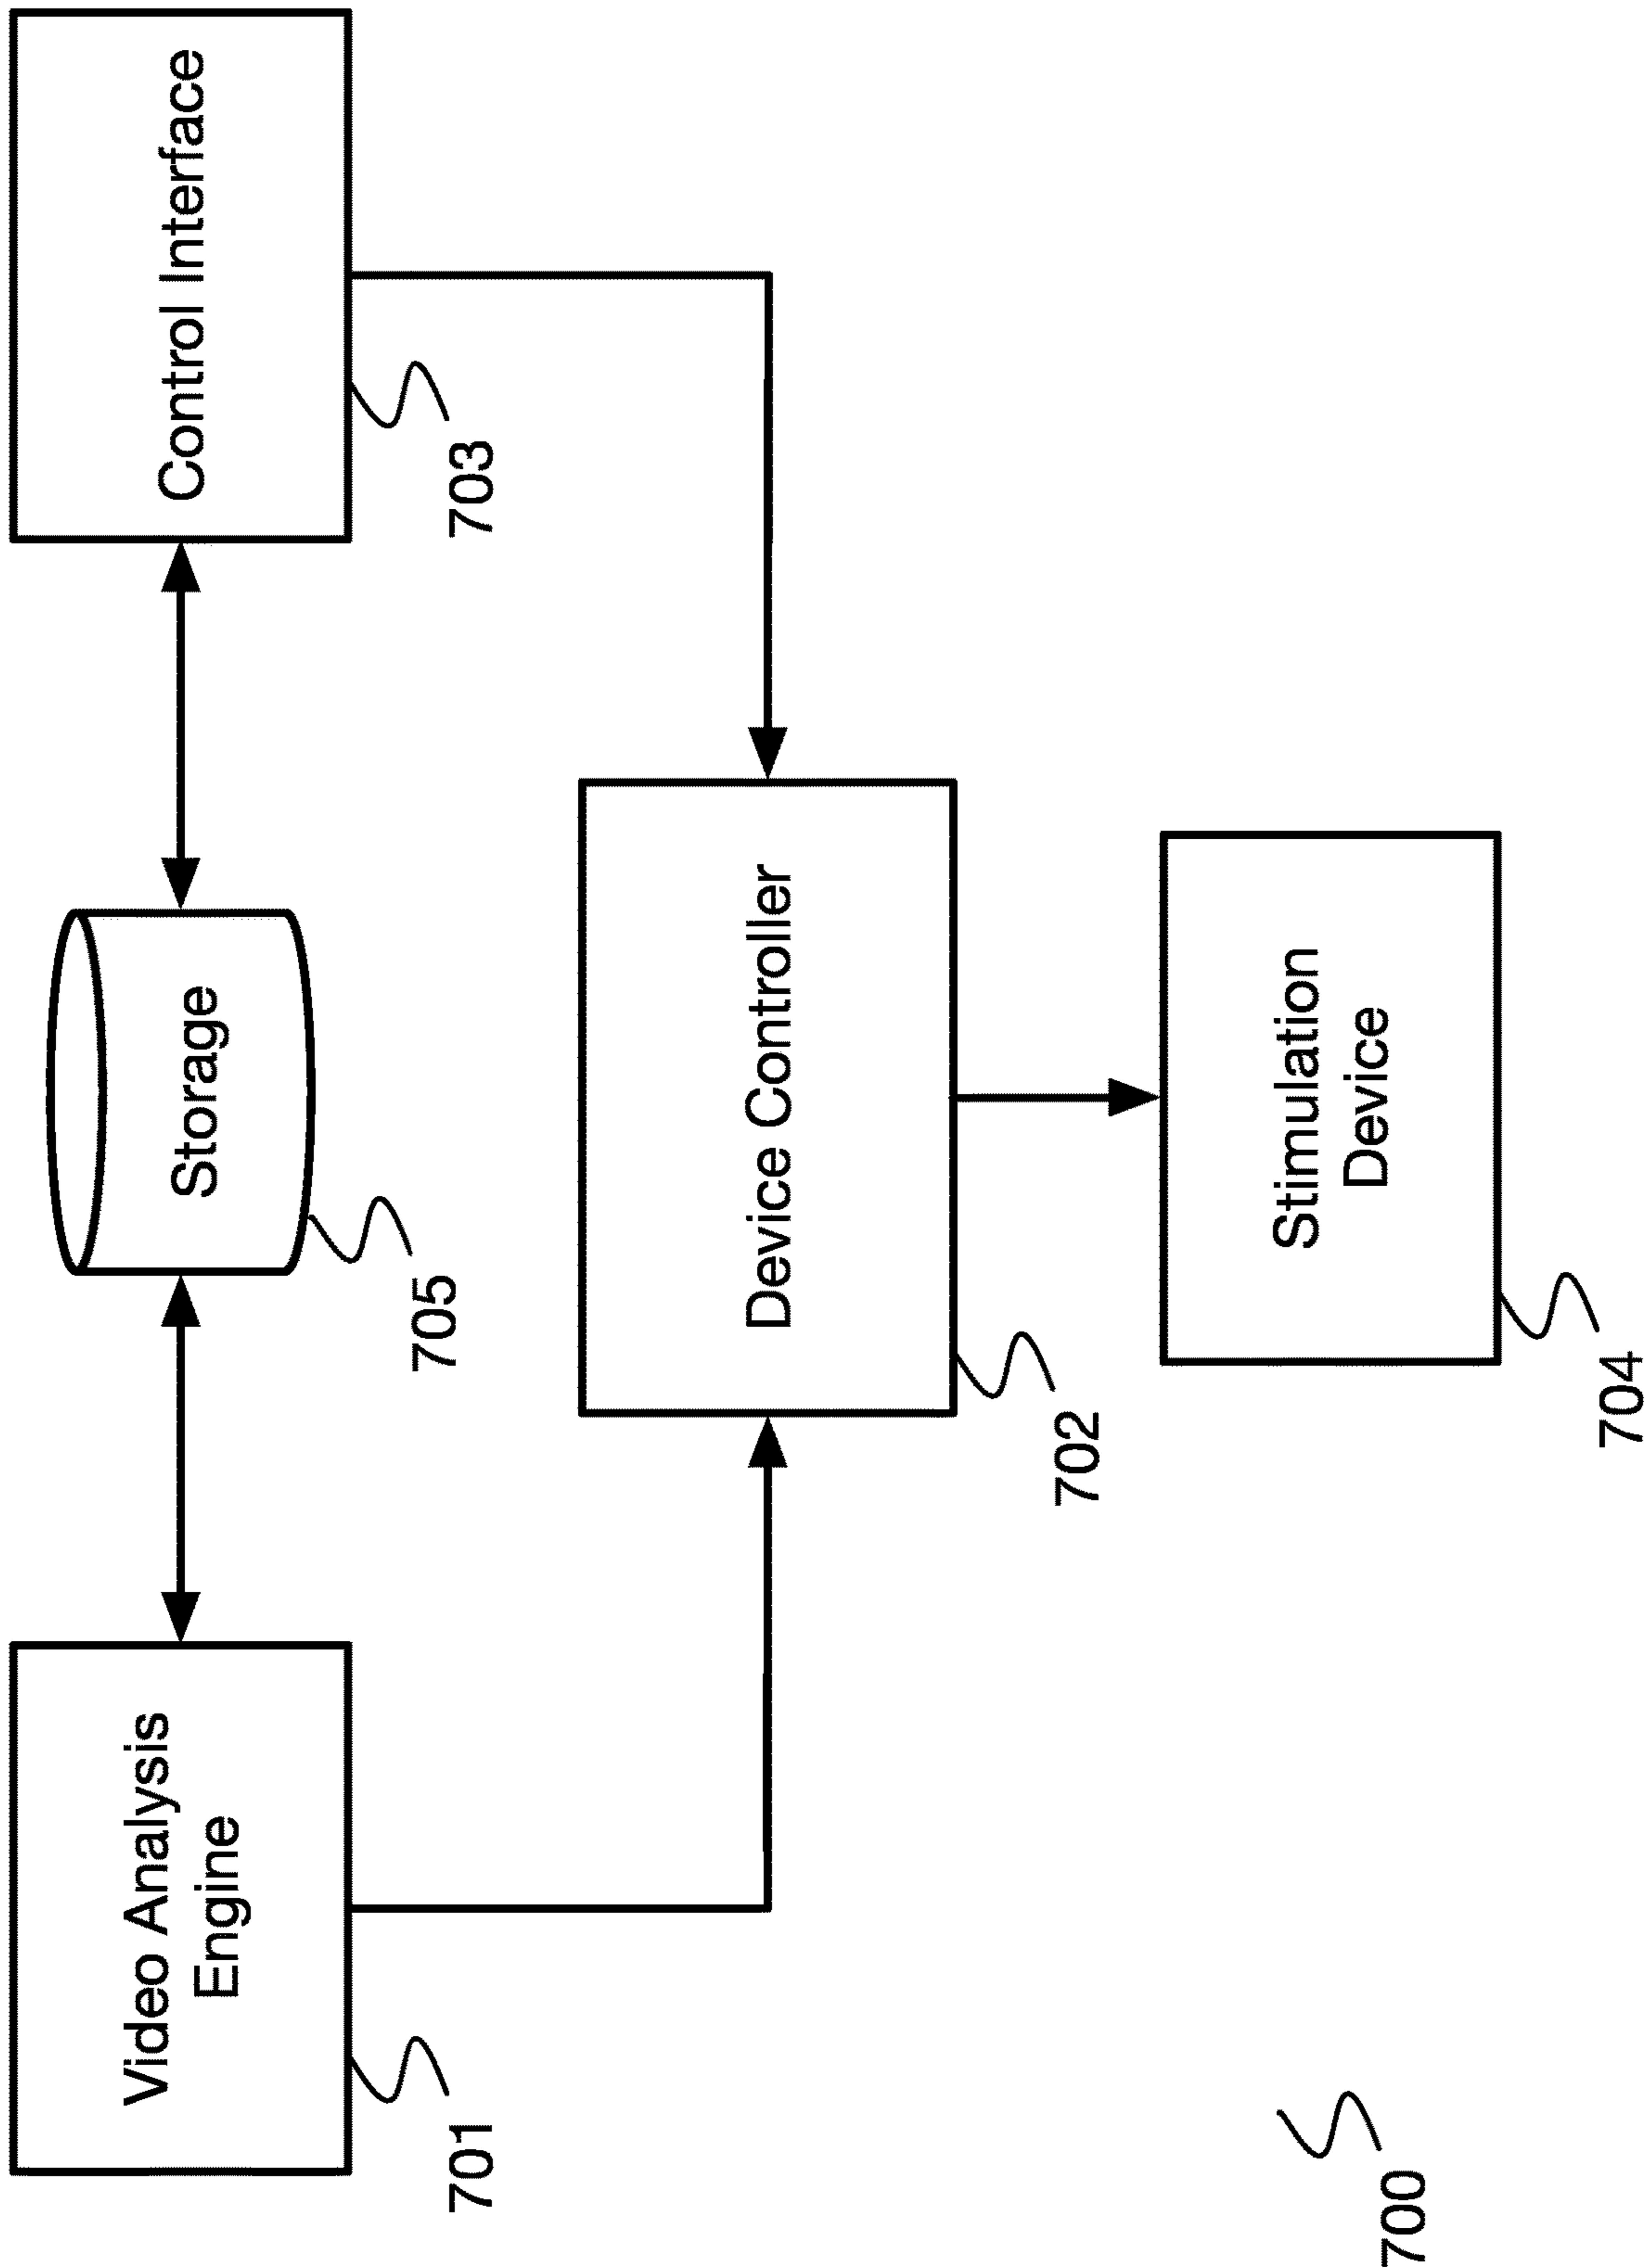 Video Analysis
Engine
701
Storage
705
Control Interface
703
Device Controller
702
Stimulation
Device
704
700